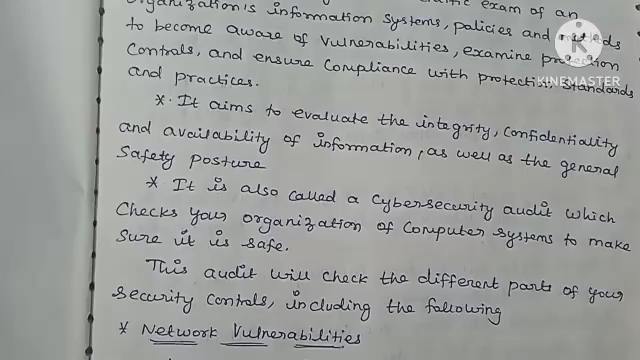 exam of an
Organization's information systems, policies and methods
to become aware of vulnerabilities, examine protection
controls, and ensure compliance with protection standards
and practices.
*. It aims to evaluate the integrity, confidentiality
and availability of information, as well as the general
safety posture
* It is also called a cybersecurity audit which
checks your organization of computer systems to make
sure it is safe.
This audit will check the different parts of your
security controls, including the following
* Network Vulnerabilities
KINEMASTER